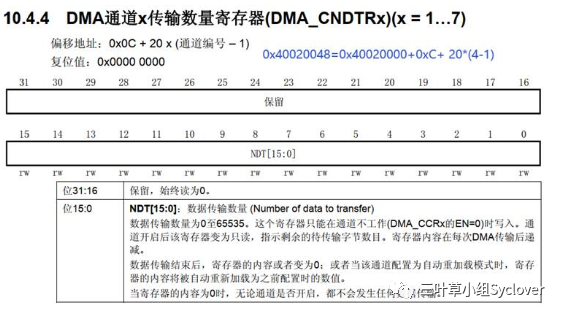 10.4.4 DMA通道x传输数量寄存器(DMA_CNDTRx)(x = 1…7)
偏移地址：0x0C + 20 x (通道编号 – 1)
0x40020048=0x40020000+0xC+ 20*(4-1)
复位值：0x0000 0000
31 30 29 28 27 26 25 24 23 22 21 20 19 18 17 16
保留
15 14 13 12 11 10 9 8 7 6 5 4 3 2 1 0
NDT[15:0]
rw rw rw rw rw rw rw rw rw rw rw rw rw rw rw rw
位31:16 保留，始终读为0。
位15:0 NDT[15:0]：数据传输数量 (Number of data to transfer)
数据传输数量为0至65535。这个寄存器只能在通道不工作(DMA_CCRx的EN=0)时写入。通
道开启后该寄存器变为只读，指示剩余的待传输字节数目。寄存器内容在每次DMA传输后递
减。
数据传输结束后，寄存器的内容或者变为0；或者当该通道配置为自动重加载模式时，寄存
器的内容将被自动重新加载为之前配置时的数值。
当寄存器的内容为0时，无论通道是否开启，都不会发生任何
三叶草小组Syclover